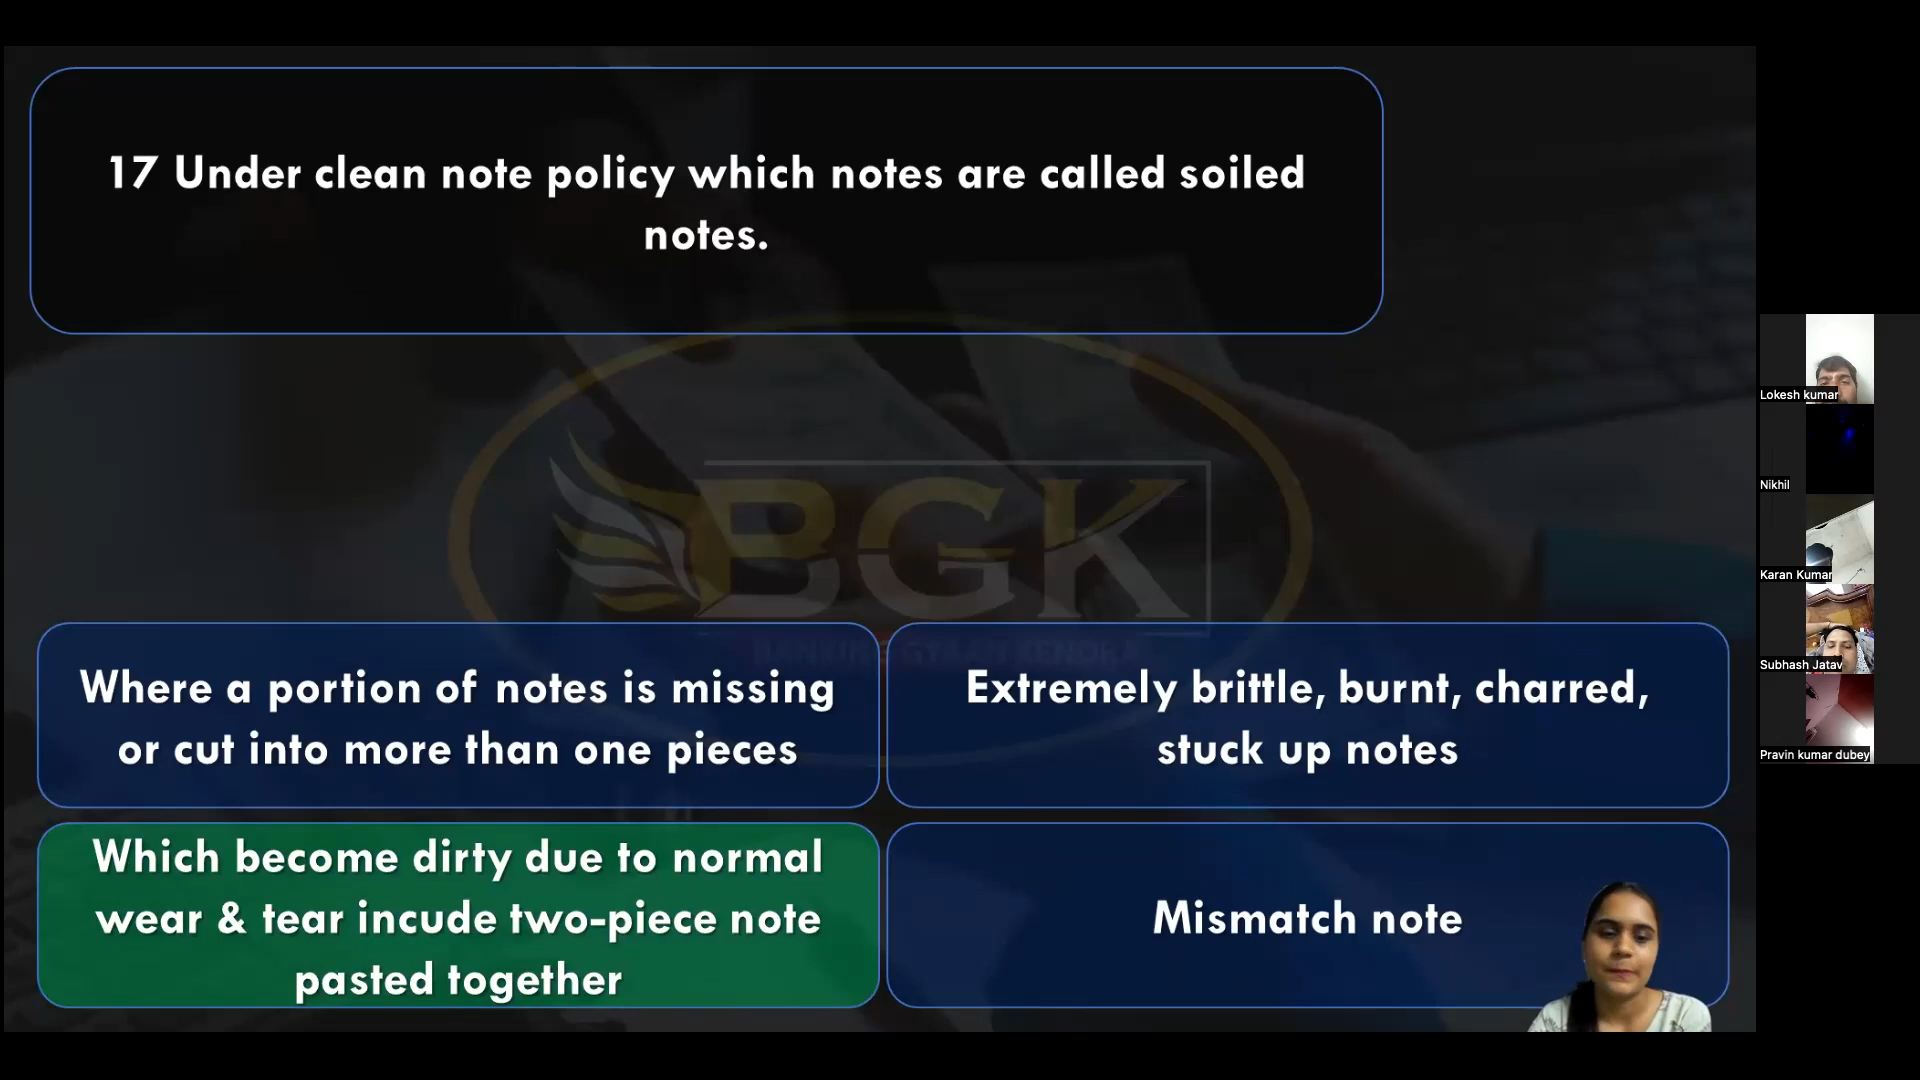 17 Under clean note policy which notes are called soiled
notes.
BGK
BANKING GYAAN KENDRA
Where a portion of notes is missing
or cut into more than one pieces
Extremely brittle, burnt, charred,
stuck up notes
Which become dirty due to normal
wear & tear incude two-piece note
pasted together
Mismatch note
Lokesh kumar
Nikhil
Karan Kumar
Subhash Jatav
Pravin kumar dubey